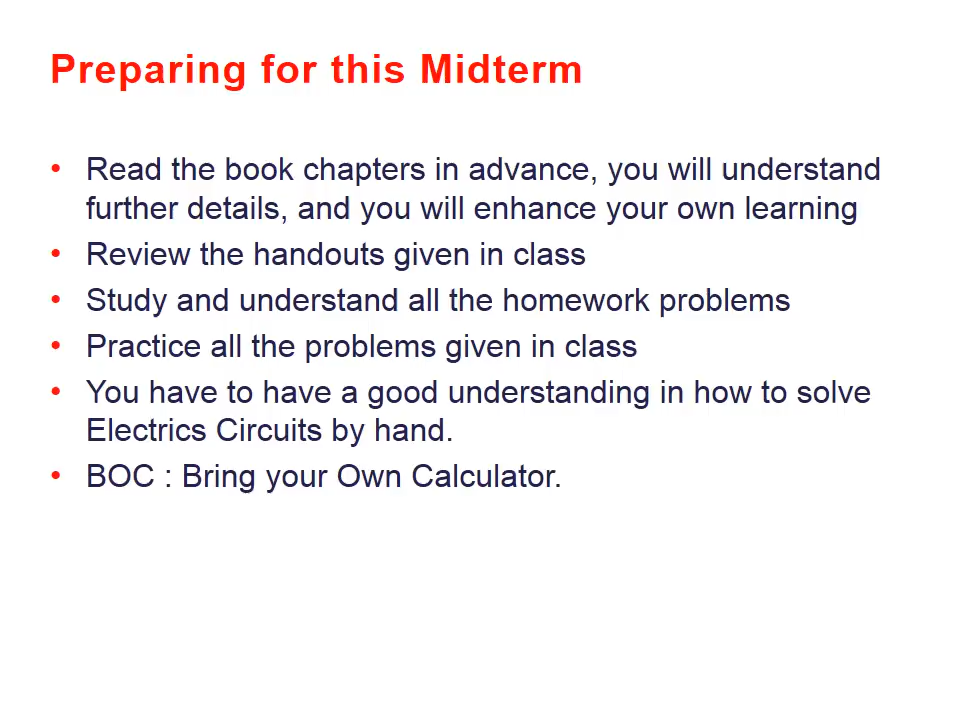 Preparing for this Midterm
• Read the book chapters in advance, you will understand
further details, and you will enhance your own learning
• Review the handouts given in class
• Study and understand all the homework problems
• Practice all the problems given in class
• You have to have a good understanding in how to solve
Electrics Circuits by hand.
• BOC : Bring your Own Calculator.